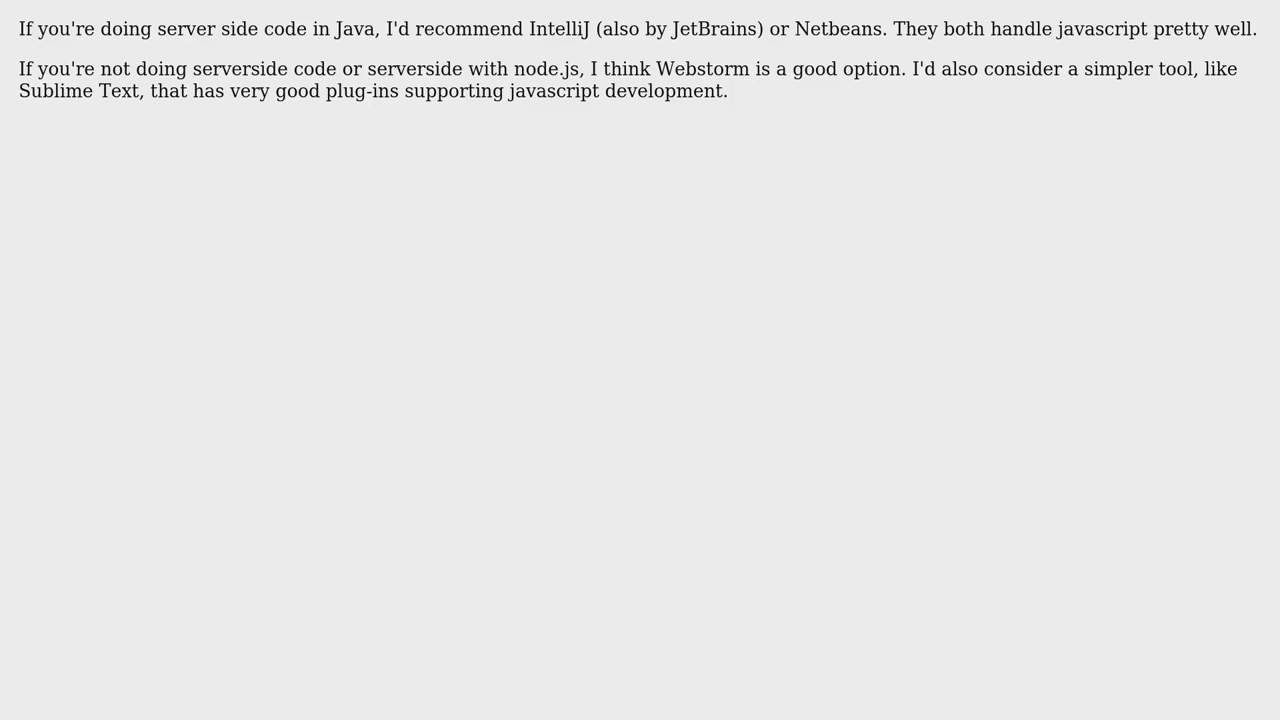 If you're doing server side code in Java, I'd recommend IntelliJ (also by JetBrains) or Netbeans. They both handle javascript pretty well.
If you're not doing serverside code or serverside with node.js, I think Webstorm is a good option. I'd also consider a simpler tool, like
Sublime Text, that has very good plug-ins supporting javascript development.